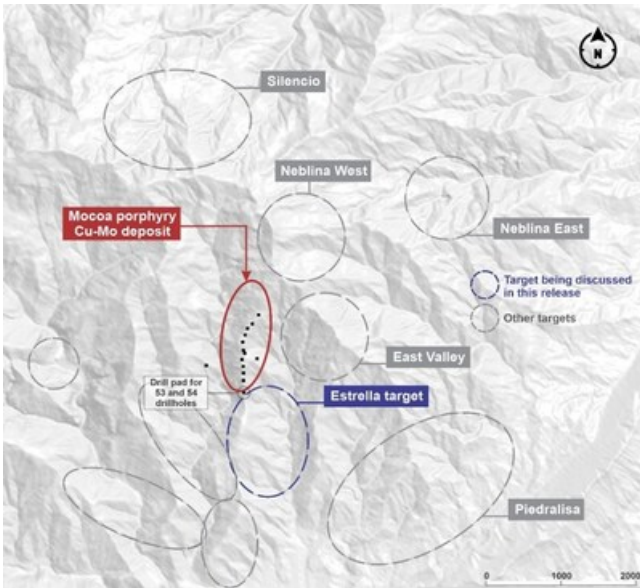 N
Silencio
Neblina West
Mocoa porphyry
Cu-Mo deposit
Neblina East
Target being discussed
in this release
Other targets
East Valley
Drill pad for
53 and 54
drillholes
Estrella target
Piedralisa
0 1000 2000